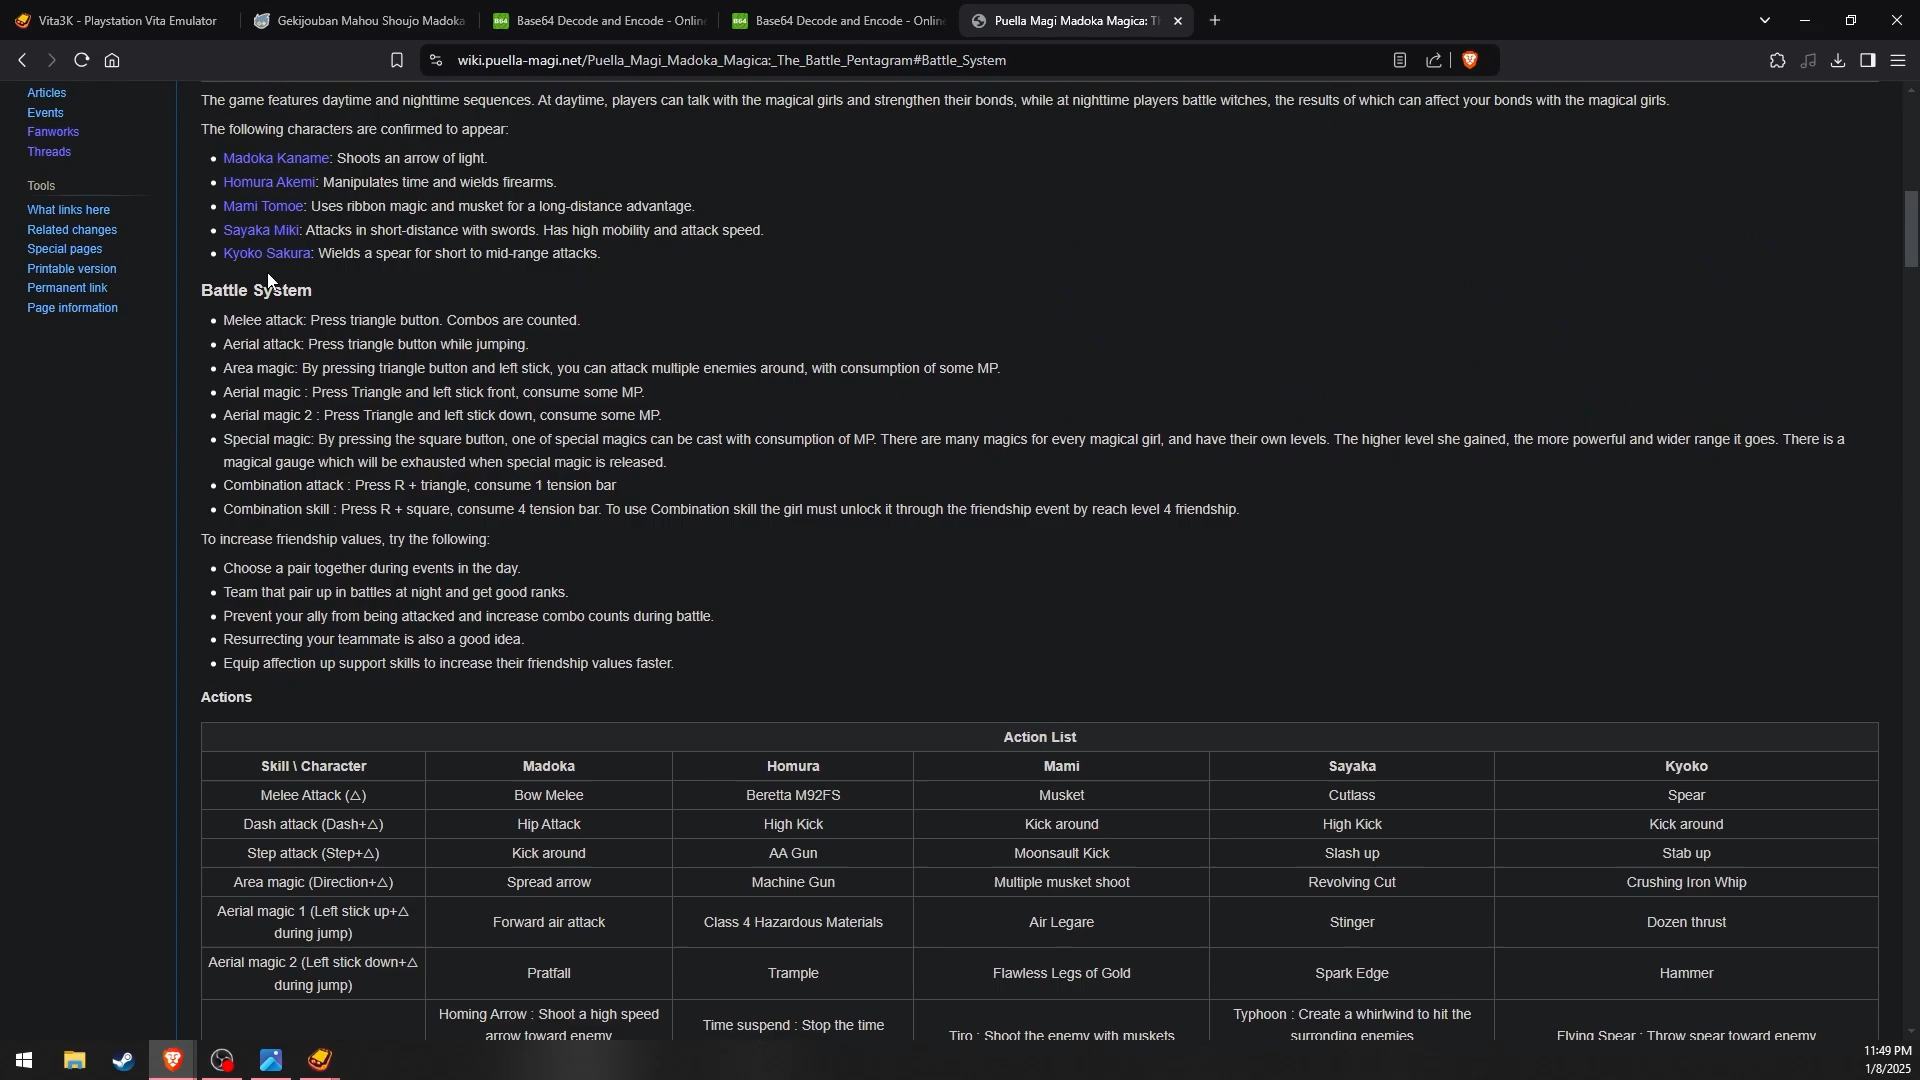 Vita3K - Playstation Vita Emulator
Gekijouban Mahou Shoujo Madoka
Base64 Decode and Encode - Onlin
Base64 Decode and Encode - Onlin
Puella Magi Madoka Magica: Th
wiki.puella-magi.net/Puella_Magi_Madoka_Magica:_The_Battle_Pentagram#Battle_System
Articles
Events
Fanworks
Threads
Tools
What links here
Related changes
Special pages
Printable version
Permanent link
Page information
The game features daytime and nighttime sequences. At daytime, players can talk with the magical girls and strengthen their bonds, while at nighttime players battle witches, the results of which can affect your bonds with the magical girls.
The following characters are confirmed to appear:
Madoka Kaname: Shoots an arrow of light.
Homura Akemi: Manipulates time and wields firearms.
Mami Tomoe: Uses ribbon magic and musket for a long-distance advantage.
Sayaka Miki: Attacks in short-distance with swords. Has high mobility and attack speed.
Kyoko Sakura: Wields a spear for short to mid-range attacks.
Battle System
Melee attack: Press triangle button. Combos are counted.
Aerial attack: Press triangle button while jumping.
Area magic: By pressing triangle button and left stick, you can attack multiple enemies around, with consumption of some MP.
Aerial magic : Press Triangle and left stick front, consume some MP.
Aerial magic 2 : Press Triangle and left stick down, consume some MP.
Special magic: By pressing the square button, one of special magics can be cast with consumption of MP. There are many magics for every magical girl, and have their own levels. The higher level she gained, the more powerful and wider range it goes. There is a
magical gauge which will be exhausted when special magic is released.
Combination attack : Press R + triangle, consume 1 tension bar
Combination skill : Press R + square, consume 4 tension bar. To use Combination skill the girl must unlock it through the friendship event by reach level 4 friendship.
To increase friendship values, try the following:
Choose a pair together during events in the day.
Team that pair up in battles at night and get good ranks.
Prevent your ally from being attacked and increase combo counts during battle.
Resurrecting your teammate is also a good idea.
Equip affection up support skills to increase their friendship values faster.
Actions
Action List
Skill \ Character Madoka Homura Mami Sayaka Kyoko
Melee Attack (△) Bow Melee Beretta M92FS Musket Cutlass Spear
Dash attack (Dash+△) Hip Attack High Kick Kick around High Kick Kick around
Step attack (Step+△) Kick around AA Gun Moonsault Kick Slash up Stab up
Area magic (Direction+△) Spread arrow Machine Gun Multiple musket shoot Revolving Cut Crushing Iron Whip
Aerial magic 1 (Left stick up+△
during jump) Forward air attack Class 4 Hazardous Materials Air Legare Stinger Dozen thrust
Aerial magic 2 (Left stick down+△
during jump) Pratfall Trample Flawless Legs of Gold Spark Edge Hammer
Homing Arrow : Shoot a high speed
arrow toward enemy
Time suspend : Stop the time
Tiro : Shoot the enemy with muskets
Typhoon : Create a whirlwind to hit the
surronding enemies
Flying Spear : Throw spear toward enemy
11:49 PM
1/8/2025